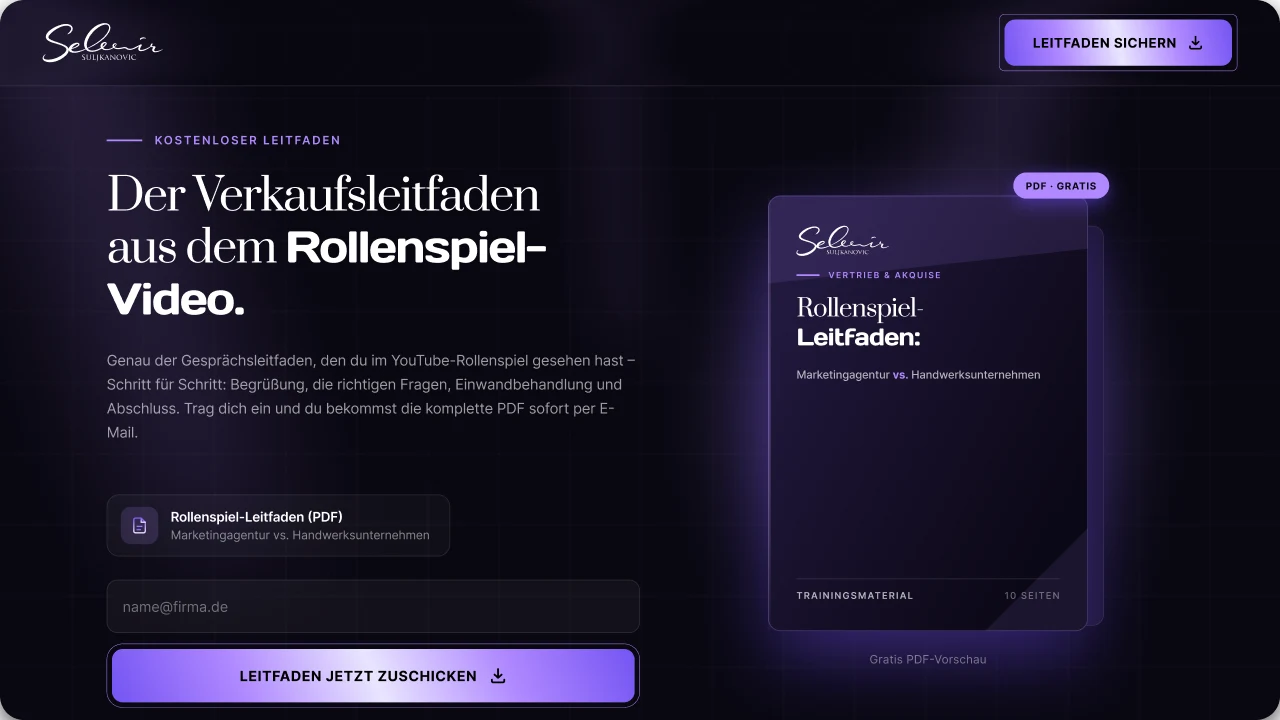 Selmir
SULJKANOVIC
LEITFADEN SICHERN
KOSTENLOSER LEITFADEN
Der Verkaufsleitfaden
aus dem Rollenspiel-
Video.
Genau der Gesprächsleitfaden, den du im YouTube-Rollenspiel gesehen hast –
Schritt für Schritt: Begrüßung, die richtigen Fragen, Einwandbehandlung und
Abschluss. Trag dich ein und du bekommst die komplette PDF sofort per E-
Mail.
Rollenspiel-Leitfaden (PDF)
Marketingagentur vs. Handwerksunternehmen
name@firma.de
LEITFADEN JETZT ZUSCHICKEN
PDF · GRATIS
Selmir
SULJKANOVIC
VERTRIEB & AKQUISE
Rollenspiel-
Leitfaden:
Marketingagentur vs. Handwerksunternehmen
TRAININGSMATERIAL
10 SEITEN
Gratis PDF-Vorschau